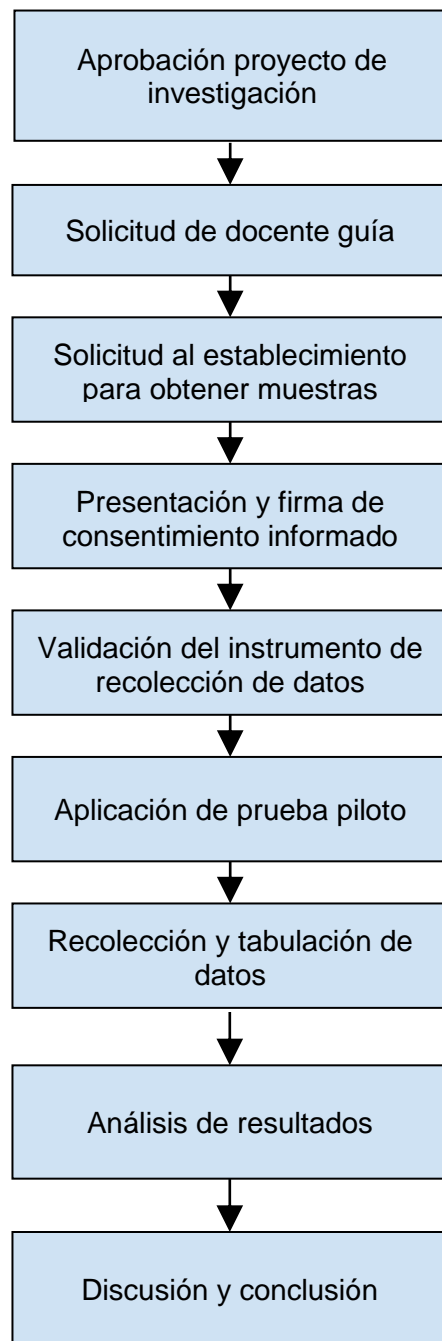 Aprobación proyecto de
investigación
Solicitud de docente guía
Solicitud al establecimiento
para obtener muestras
Presentación y firma de
consentimiento informado
Validación del instrumento de
recolección de datos
Aplicación de prueba piloto
Recolección y tabulación de
datos
Análisis de resultados
Discusión y conclusión